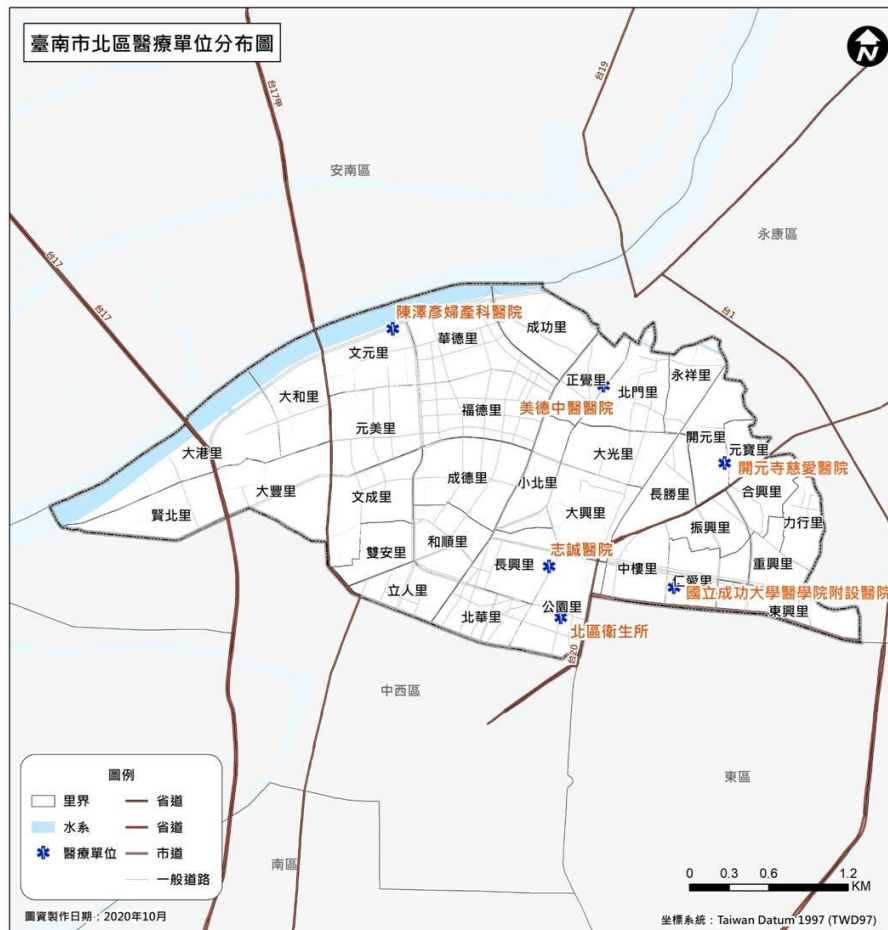 臺南市北區醫療單位分布圖
N
台17甲
台19
安南區
永康區
台17
台17
台1
陳澤彥婦產科醫院
成功里
華德里
文元里
永祥里
正覺里
北門里
大和里
美德中醫醫院
福德里
元美里
開元里
元寶里
大港里
大光里
開元寺慈愛醫院
成德里
小北里
大豐里
文成里
長勝里
合興里
賢北里
大興里
力行里
振興里
和順里
雙安里
志誠醫院
長興里
中樓里
重興里
仁愛里
立人里
國立成功大學醫學院附設醫院
公園里
北華里
東興里
北區衛生所
台20
中西區
東區
南區
圖例
里界
省道
水系
省道
醫療單位
市道
一般道路
0 0.3 0.6 1.2
KM
圖資製作日期：2020年10月
坐標系統：Taiwan Datum 1997 (TWD97)